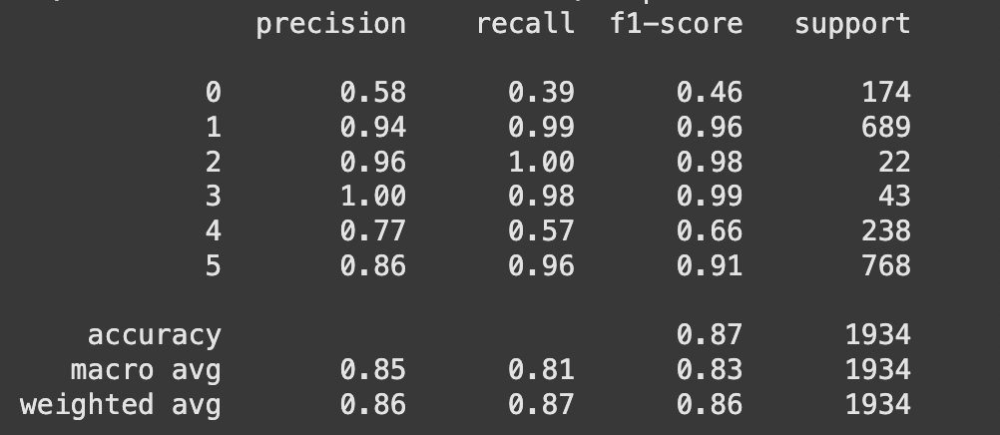 precision recall f1-score support
0 0.58 0.39 0.46 174
1 0.94 0.99 0.96 689
2 0.96 1.00 0.98 22
3 1.00 0.98 0.99 43
4 0.77 0.57 0.66 238
5 0.86 0.96 0.91 768
accuracy 0.87 1934
macro avg 0.85 0.81 0.83 1934
weighted avg 0.86 0.87 0.86 1934